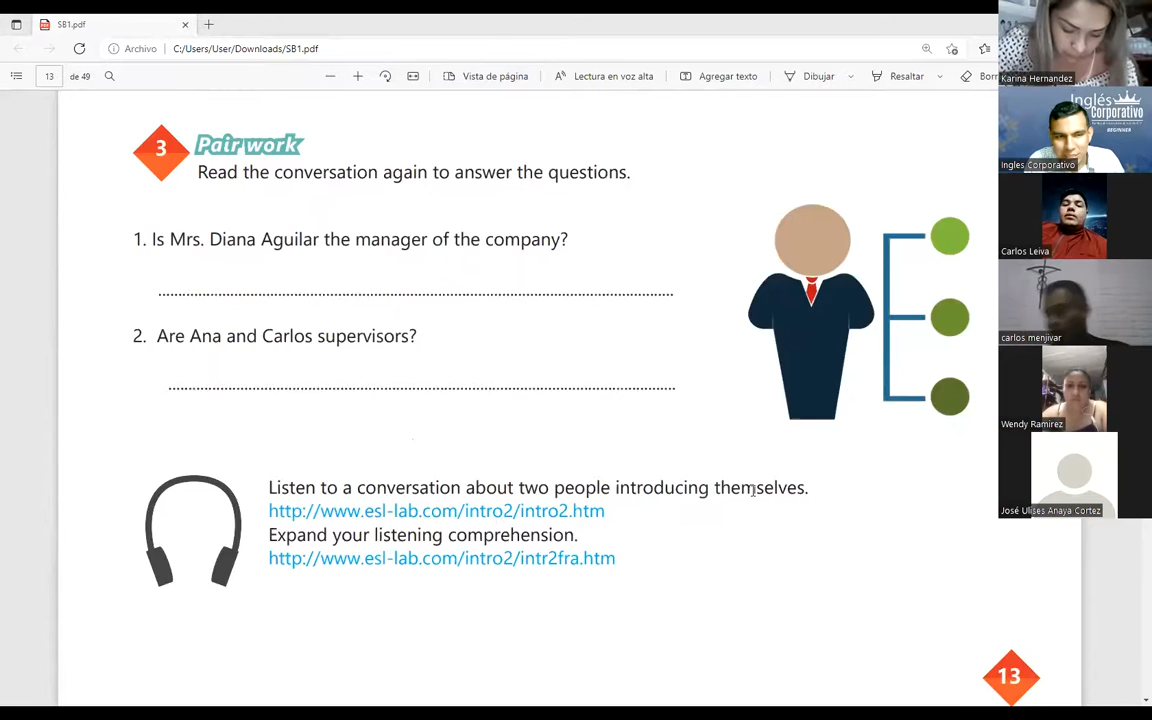 SB1.pdf
Archivo
C:/Users/User/Downloads/SB1.pdf
13
de 49
Vista de página
Lectura en voz alta
Agregar texto
Dibujar
Resaltar
3
Pair work
Read the conversation again to answer the questions.
1. Is Mrs. Diana Aguilar the manager of the company?
2. Are Ana and Carlos supervisors?
Listen to a conversation about two people introducing themselves.
http://www.esl-lab.com/intro2/intro2.htm
Expand your listening comprehension.
http://www.esl-lab.com/intro2/intr2fra.htm
13
Karina Hernandez
Inglés
Corporativo
BEGINNER
Ingles Corporativo
Carlos Leiva
carlos menjivar
Wendy Ramirez
José Ulises Anaya Cortez